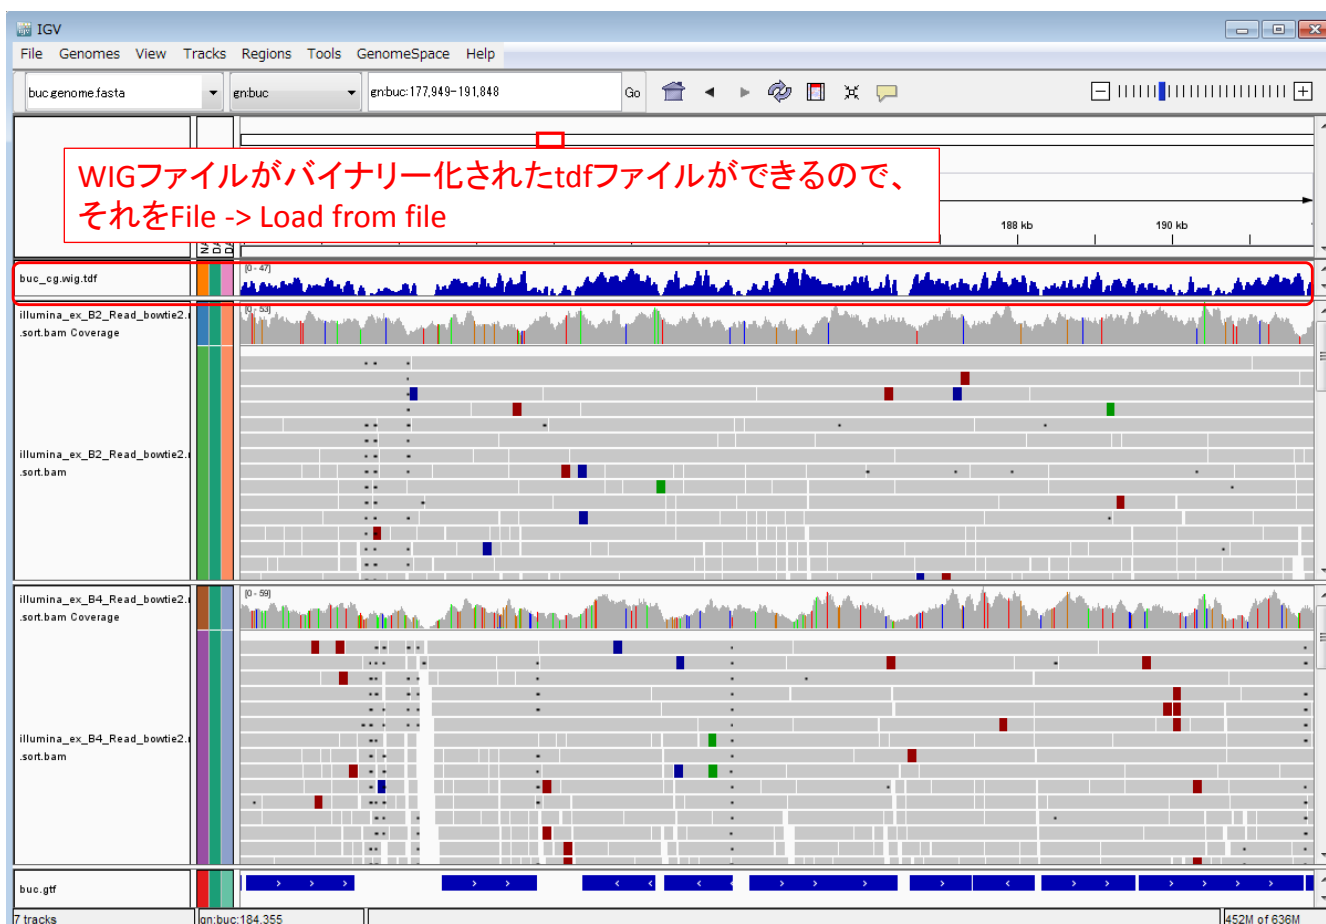 IGV
File Genomes View Tracks Regions Tools GenomeSpace Help
buc.genome.fasta gn:buc gn:buc:177,949-191,848 Go
WIGファイルがバイナリー化されたtdfファイルができるので、
それをFile -> Load from file
188 kb 190 kb
buc_cg.wig.tdf
[0 - 47]
illumina_ex_B2_Read_bowtie2.
.sort.bam Coverage
[0 - 53]
illumina_ex_B2_Read_bowtie2.
.sort.bam
illumina_ex_B4_Read_bowtie2.
.sort.bam Coverage
[0 - 59]
illumina_ex_B4_Read_bowtie2.
.sort.bam
buc.gtf
7 tracks gn:buc:184,355 452M of 636M